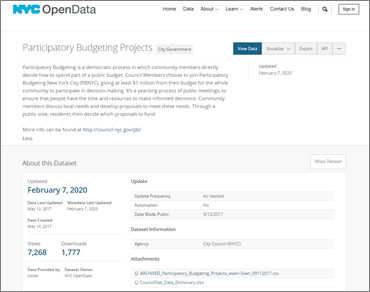 NYC OpenData
Home Data About Learn Alerts Contact Us Blog Sign In
Participatory Budgeting Projects City Government
View Data Visualize Export API
Updated
February 7, 2020
Participatory Budgeting is a democratic process in which community members directly
decide how to spend part of a public budget. Council Members choose to join Participatory
Budgeting New York City (PBNYC), giving at least $1 million from their budget for the whole
community to participate in decision-making. It's a yearlong process of public meetings, to
ensure that people have the time and resources to make informed decisions. Community
members discuss local needs and develop proposals to meet these needs. Through a
public vote, residents then decide which proposals to fund.
More info can be found at http://council.nyc.gov/pb/
Less
About this Dataset
Mute Dataset
Updated
February 7, 2020
Data Last Updated Metadata Last Updated
May 12, 2017 February 7, 2020
Date Created
May 10, 2017
Views Downloads
7,268 1,777
Data Provided by Dataset Owner
NYC OpenData
Update
Update Frequency As needed
Automation No
Date Made Public 5/12/2017
Dataset Information
Agency City Council (NYCC)
Attachments
CouncilStat_Data_Dictionary.xlsx